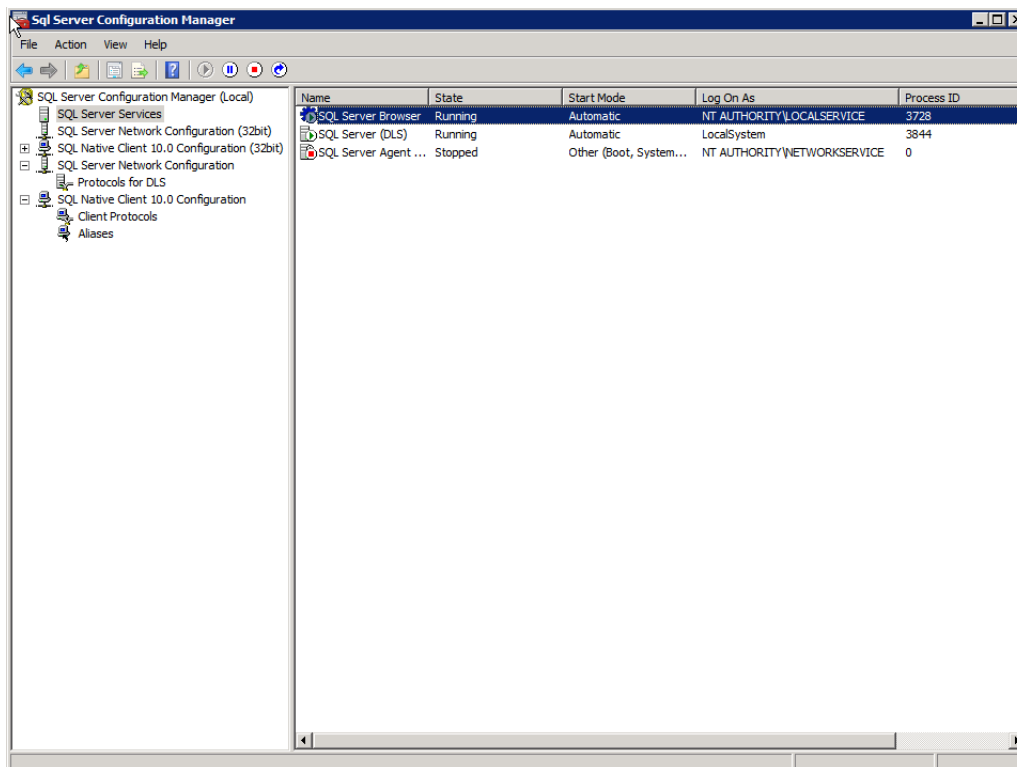 Sql Server Configuration Manager
File Action View Help
SQL Server Configuration Manager (Local)
SQL Server Services
SQL Server Network Configuration (32bit)
SQL Native Client 10.0 Configuration (32bit)
SQL Server Network Configuration
Protocols for DLS
SQL Native Client 10.0 Configuration
Client Protocols
Aliases
Name State Start Mode Log On As Process ID
SQL Server Browser Running Automatic NT AUTHORITY\LOCALSERVICE 3728
SQL Server (DLS) Running Automatic LocalSystem 3844
SQL Server Agent ... Stopped Other (Boot, System... NT AUTHORITY\NETWORKSERVICE 0